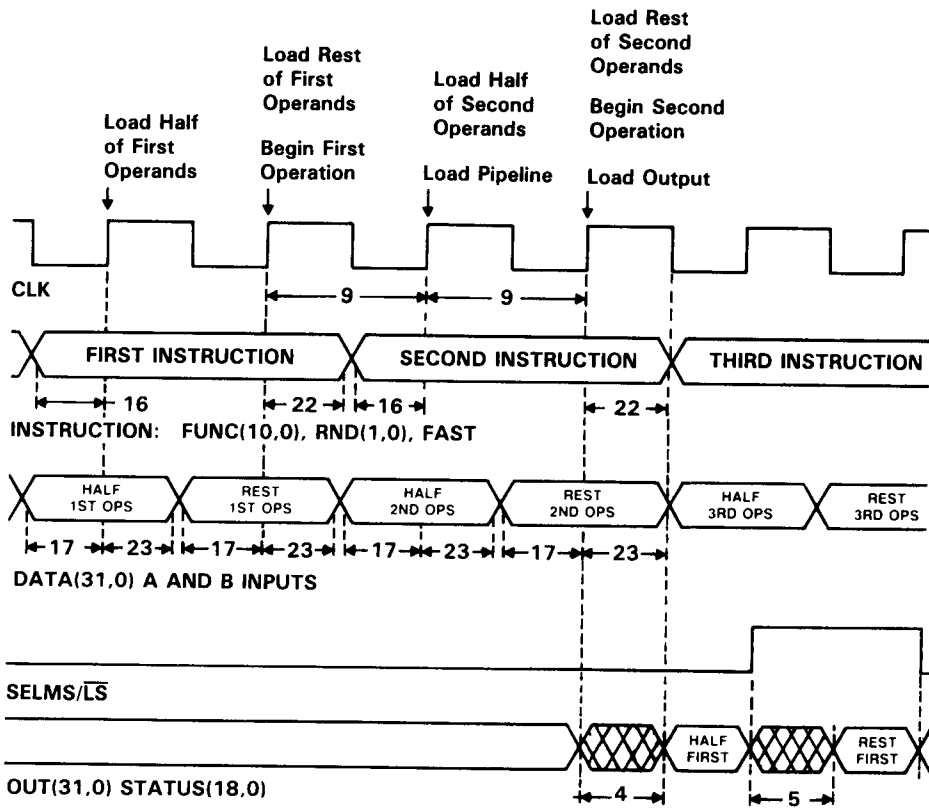 Load Half
of First
Operands
Load Rest
of First
Operands
Begin First
Operation
Load Half
of Second
Operands
Load Pipeline
Load Rest
of Second
Operands
Begin Second
Operation
Load Output
CLK
9 9
FIRST INSTRUCTION SECOND INSTRUCTION THIRD INSTRUCTION
16 22 16 22
INSTRUCTION: FUNC(10,0), RND(1,0), FAST
HALF
1ST OPS
REST
1ST OPS
HALF
2ND OPS
REST
2ND OPS
HALF
3RD OPS
REST
3RD OPS
17 23 17 23 17 23 17 23
DATA(31,0) A AND B INPUTS
SELMS/L̅S̅
HALF
FIRST
REST
FIRST
OUT(31,0) STATUS(18,0)
4 5